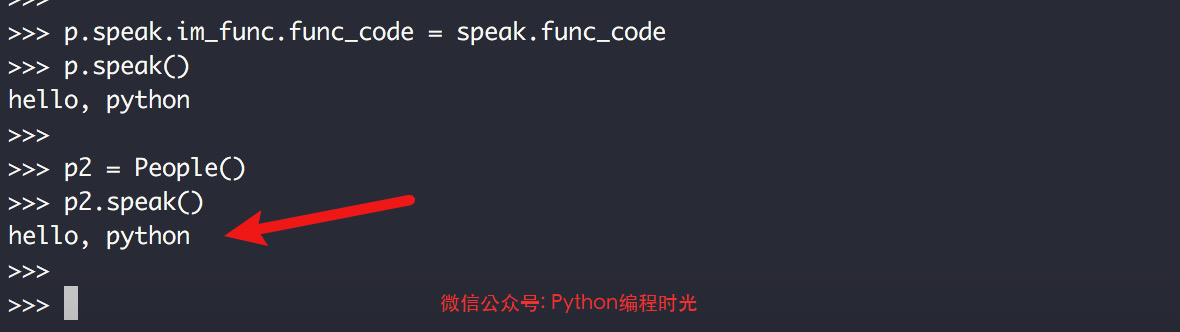 >>>
>>> p.speak.im_func.func_code = speak.func_code
>>> p.speak()
hello, python
>>>
>>> p2 = People()
>>> p2.speak()
hello, python
>>>
>>>
微信公众号: Python编程时光